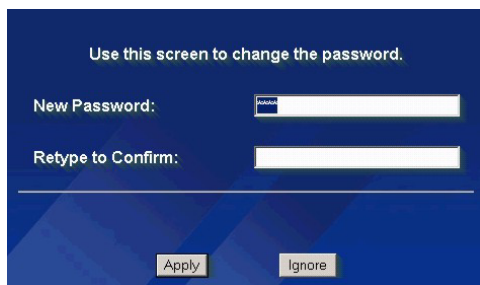 Use this screen to change the password.
New Password:
Retype to Confirm:
Apply Ignore